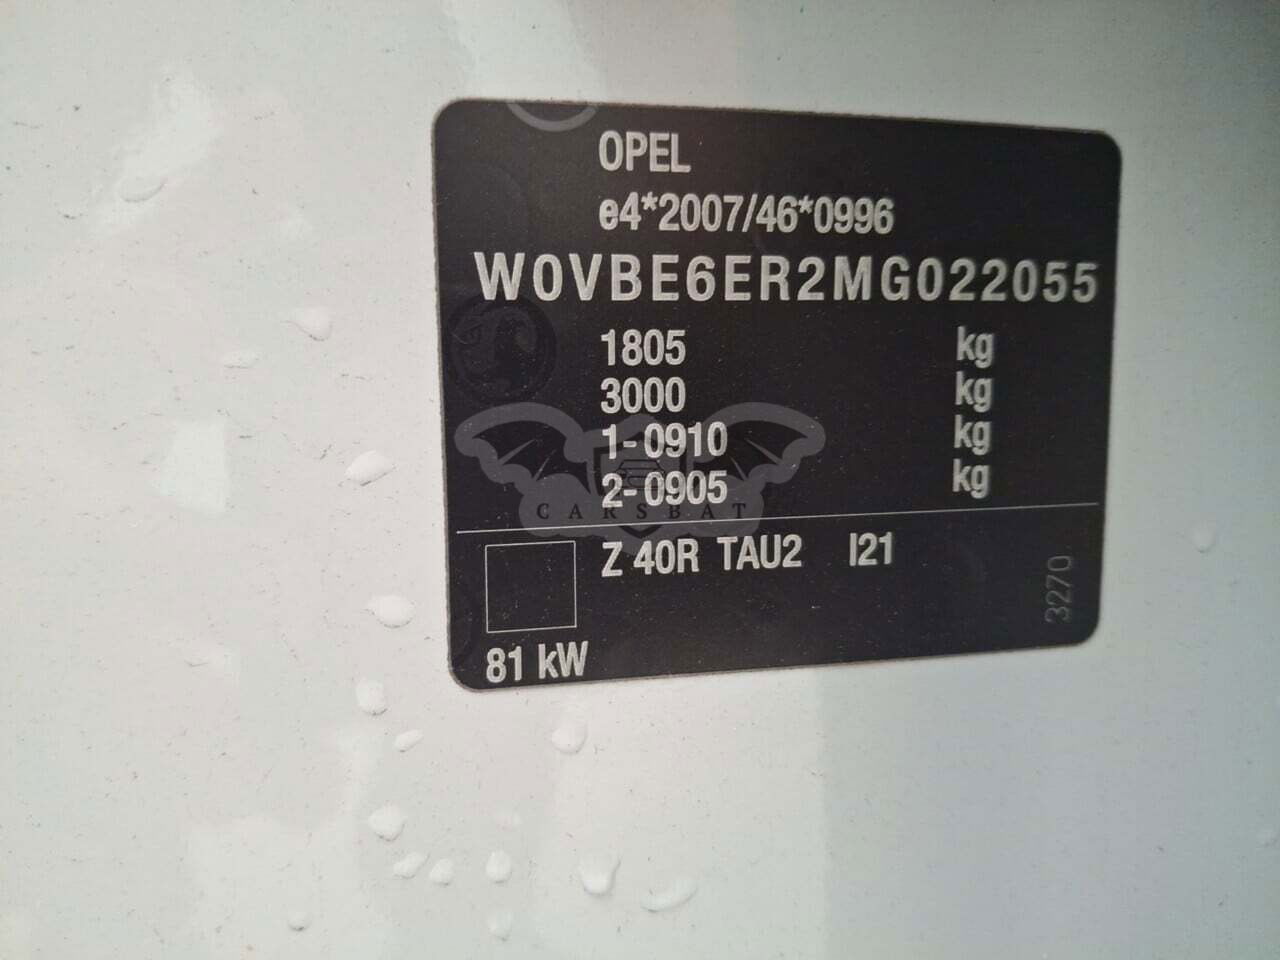 OPEL
e4*2007/46*0996
W0VBE6ER2MG022055
1805 kg
3000 kg
1-0910 kg
2-0905 kg
CARSBAT
Z 40R TAU2 I21
3270
81 kW